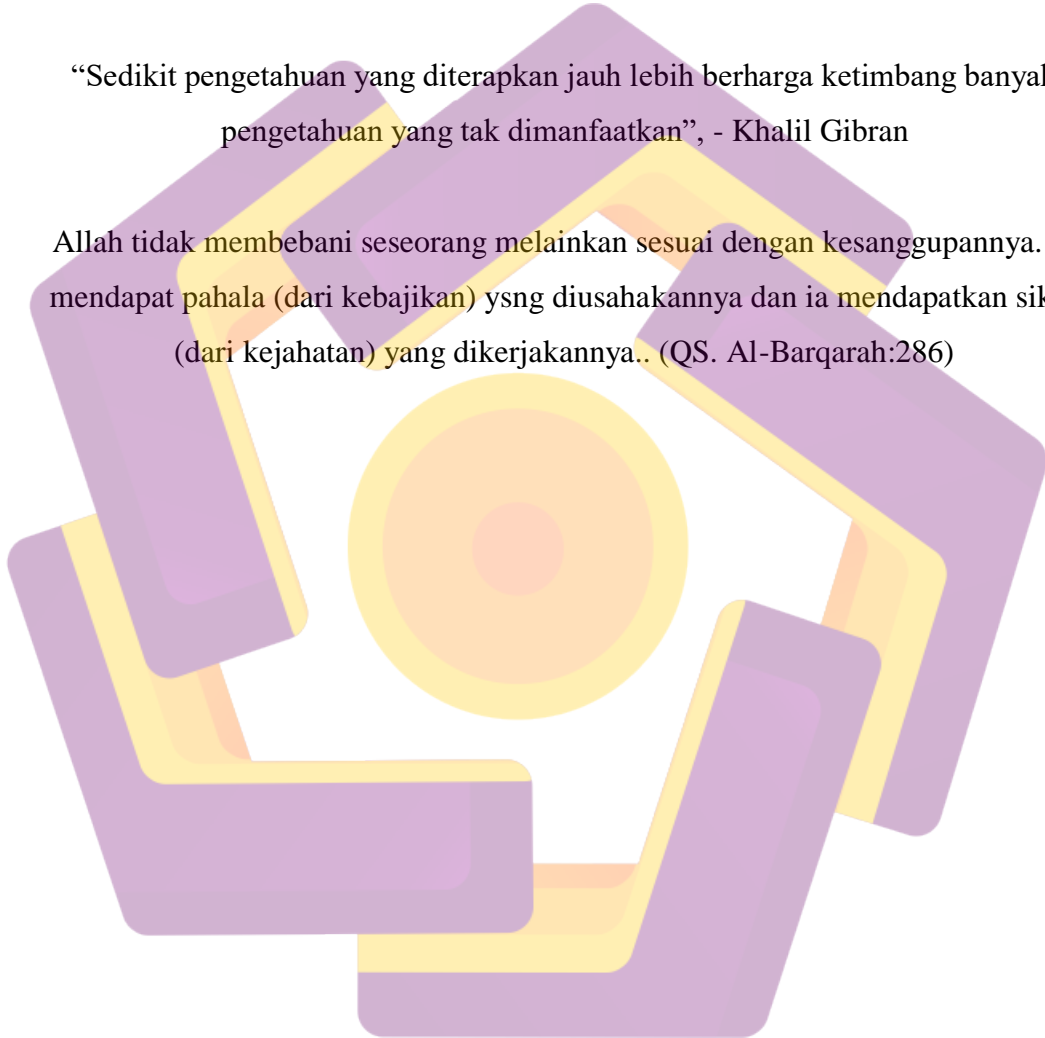 “Sedikit pengetahuan yang diterapkan jauh lebih berharga ketimbang banyak
pengetahuan yang tak dimanfaatkan”, - Khalil Gibran
Allah tidak membebani seseorang melainkan sesuai dengan kesanggupannya.
mendapat pahala (dari kebajikan) ysng diusahakannya dan ia mendapatkan
(dari kejahatan) yang dikerjakannya.. (QS. Al-Barqarah:286)